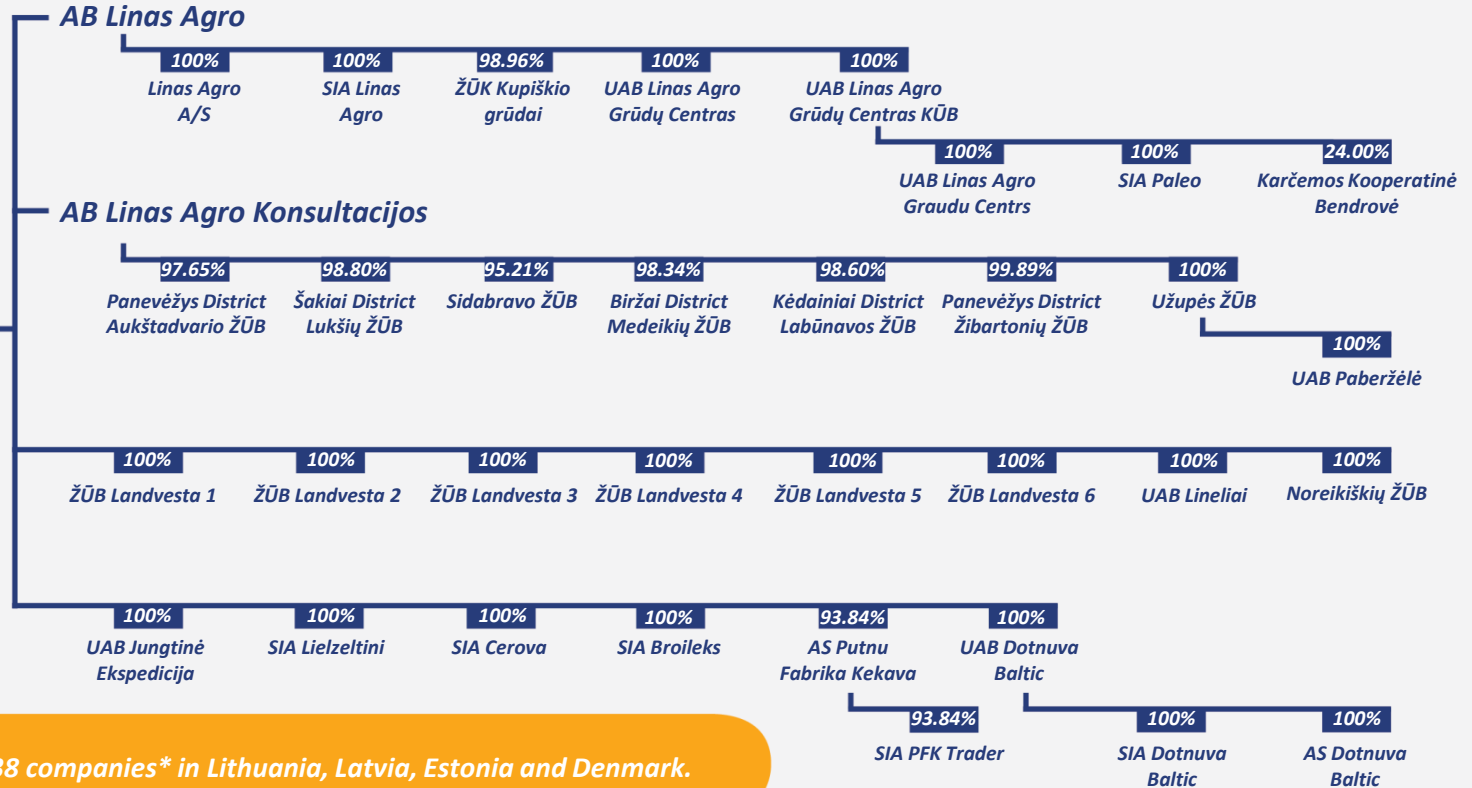 AB Linas Agro
100% 100% 98.96% 100% 100%
Linas Agro SIA Linas ŽŪK Kupiškio UAB Linas Agro UAB Linas Agro
A/S Agro grūdai Grūdų Centras Grūdų Centras KŪB
100% 100% 24.00%
UAB Linas Agro SIA Paleo Karčemos Kooperatinė
Graudu Centrs Bendrovė
AB Linas Agro Konsultacijos
97.65% 98.80% 95.21% 98.34% 98.60% 99.89% 100%
Panevėžys District Šakiai District Sidabravo ŽŪB Biržai District Kėdainiai District Panevėžys District Užupės ŽŪB
Aukštadvario ŽŪB Lukšių ŽŪB Medeikių ŽŪB Labūnavos ŽŪB Žibartonių ŽŪB
100%
UAB Paberžėlė
100% 100% 100% 100% 100% 100% 100% 100%
ŽŪB Landvesta 1 ŽŪB Landvesta 2 ŽŪB Landvesta 3 ŽŪB Landvesta 4 ŽŪB Landvesta 5 ŽŪB Landvesta 6 UAB Lineliai Noreikiškių ŽŪB
100% 100% 100% 100% 93.84% 100%
UAB Jungtinė SIA Lielzeltini SIA Cerova SIA Broileks AS Putnu UAB Dotnuva
Ekspedicija Fabrika Kekava Baltic
93.84% 100% 100%
SIA PFK Trader SIA Dotnuva AS Dotnuva
Baltic Baltic
38 companies* in Lithuania, Latvia, Estonia and Denmark.